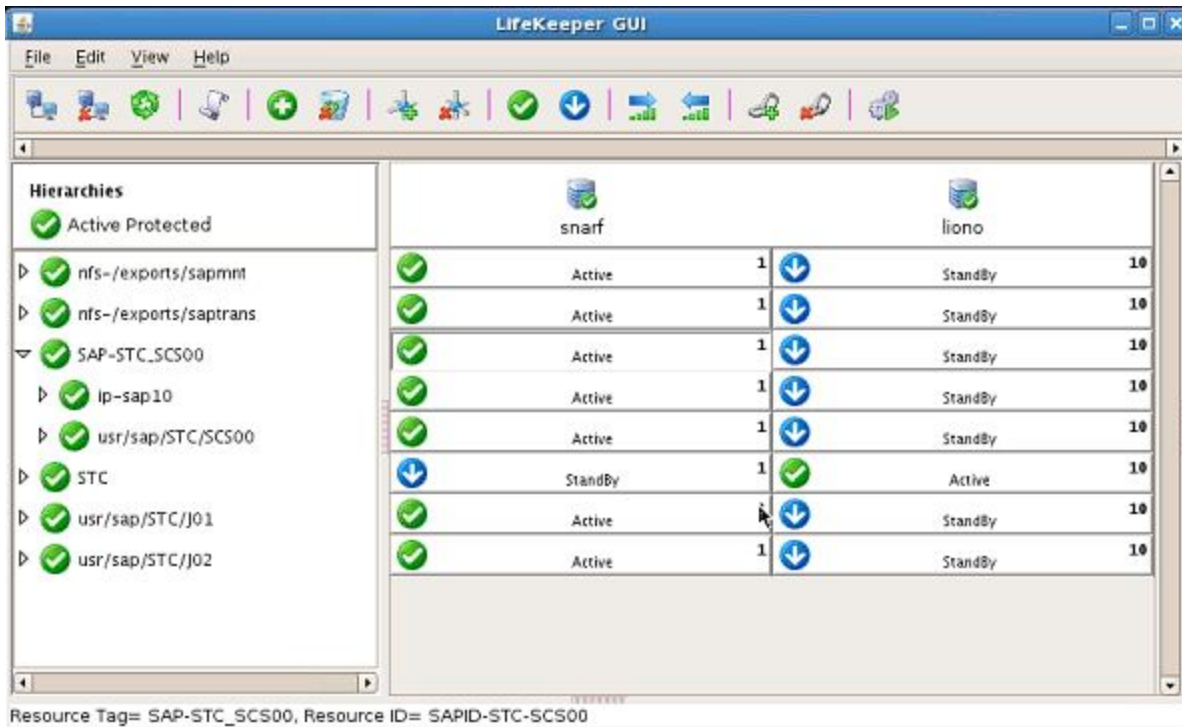 LifeKeeper GUI
File Edit View Help
Hierarchies
Active Protected
snarf liono
nfs-/exports/sapmnt Active 1 StandBy 10
nfs-/exports/saptrans Active 1 StandBy 10
SAP-STC_SCS00 Active 1 StandBy 10
ip-sap10 Active 1 StandBy 10
usr/sap/STC/SCS00 Active 1 StandBy 10
STC StandBy 1 Active 10
usr/sap/STC/J01 Active StandBy 10
usr/sap/STC/J02 Active 1 StandBy 10
Resource Tag= SAP-STC_SCS00, Resource ID= SAPID-STC-SCS00